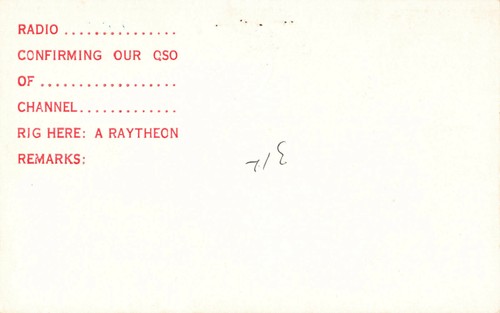 RADIO ...............
CONFIRMING OUR QSO
OF ..................
CHANNEL.............
RIG HERE: A RAYTHEON
REMARKS: